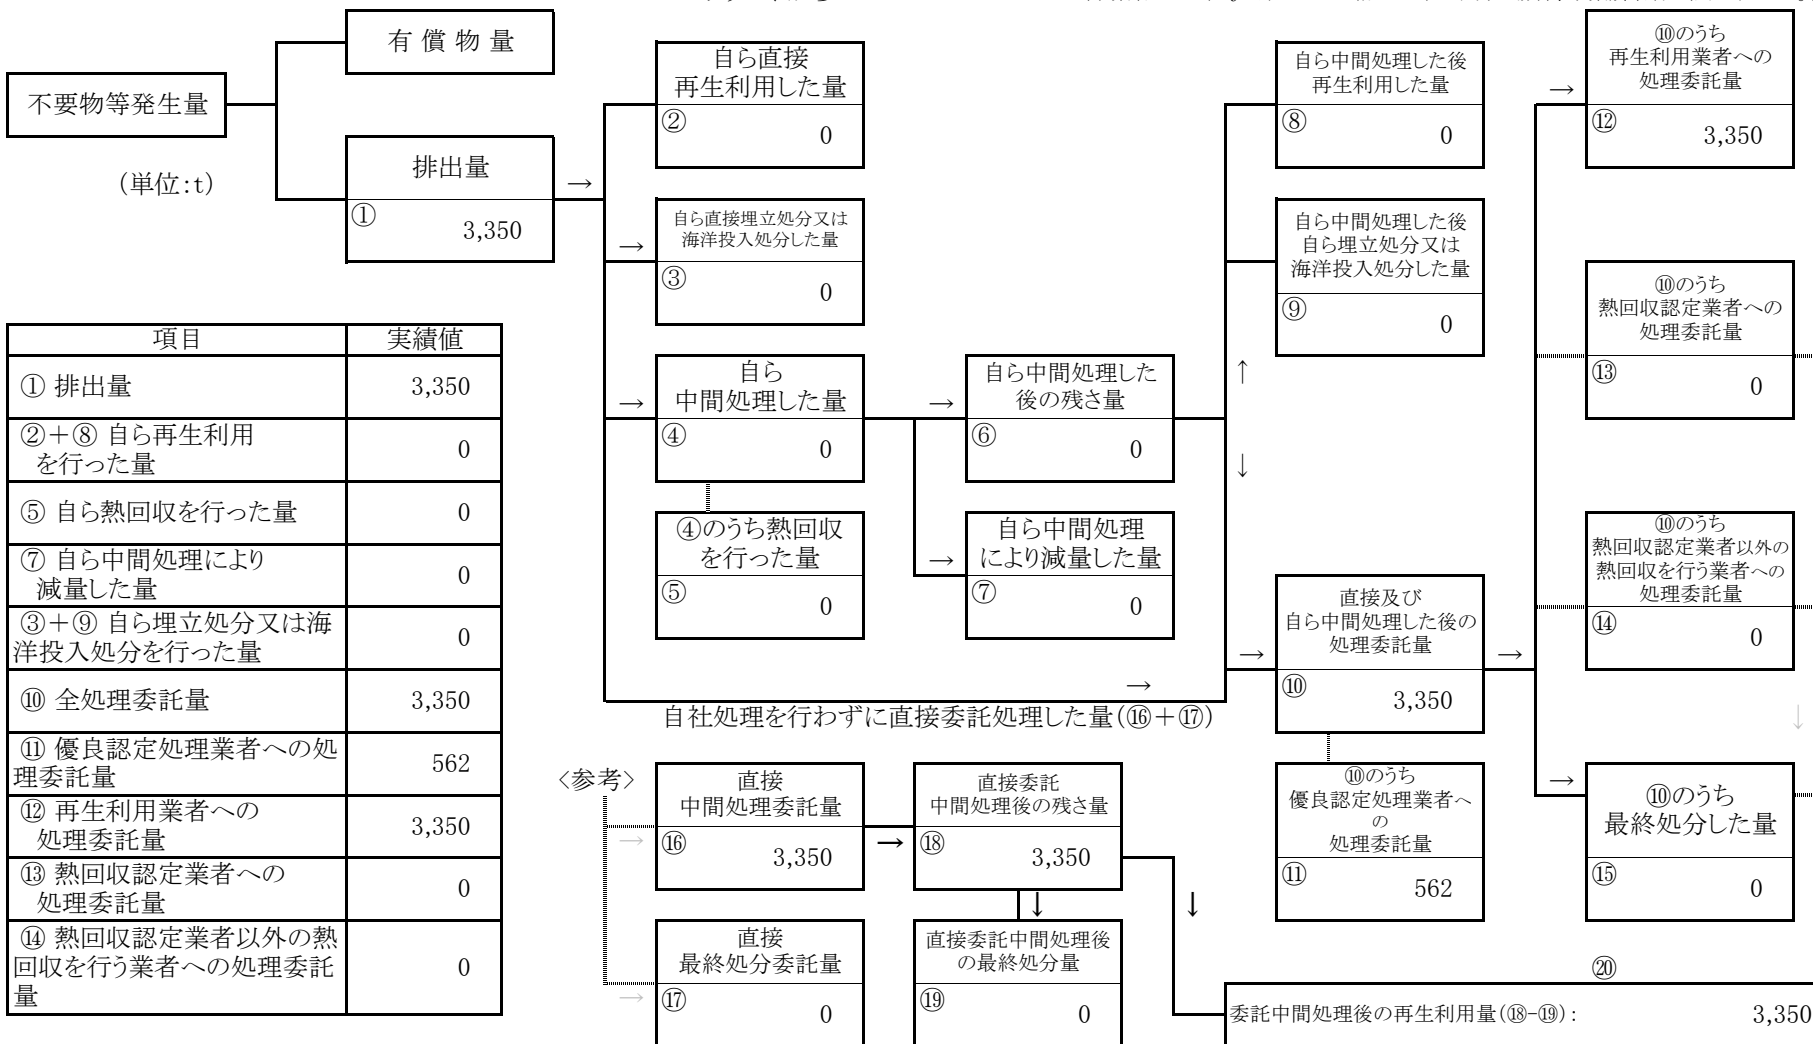 有 償 物 量
不要物等発生量
(単位:t)
排出量
①
3,350
→
自ら直接
再生利用した量
②
0
→
自ら直接埋立処分又は
海洋投入処分した量
③
0
→
自ら
中間処理した量
④
0
④のうち熱回収
を行った量
⑤
0
→
自ら中間処理した
後の残さ量
⑥
0
→
自ら中間処理
により減量した量
⑦
0
自ら中間処理した後
再生利用した量
⑧
0
自ら中間処理した後
自ら埋立処分又は
海洋投入処分した量
⑨
0
↑
↓
→
直接及び
自ら中間処理した後の
処理委託量
⑩
3,350
→
自社処理を行わずに直接委託処理した量(⑯+⑰)
⑩のうち
優良認定処理業者へ
の
処理委託量
⑪
562
→
→
⑩のうち
再生利用業者への
処理委託量
⑫
3,350
⑩のうち
熱回収認定業者への
処理委託量
⑬
0
⑩のうち
熱回収認定業者以外の
熱回収を行う業者への
処理委託量
⑭
0
↓
→
⑩のうち
最終処分した量
⑮
0
項目 実績値
① 排出量 3,350
②+⑧ 自ら再生利用
を行った量 0
⑤ 自ら熱回収を行った量 0
⑦ 自ら中間処理により
減量した量 0
③+⑨ 自ら埋立処分又は海
洋投入処分を行った量 0
⑩ 全処理委託量 3,350
⑪ 優良認定処理業者への処
理委託量 562
⑫ 再生利用業者への
処理委託量 3,350
⑬ 熱回収認定業者への
処理委託量 0
⑭ 熱回収認定業者以外の熱
回収を行う業者への処理委託
量 0
<参考>
→
直接
中間処理委託量
⑯
3,350
→
直接委託
中間処理後の残さ量
⑱
3,350
↓
↓
→
直接
最終処分委託量
⑰
0
直接委託中間処理後
の最終処分量
⑲
0
⑳
委託中間処理後の再生利用量(⑱-⑲): 3,350